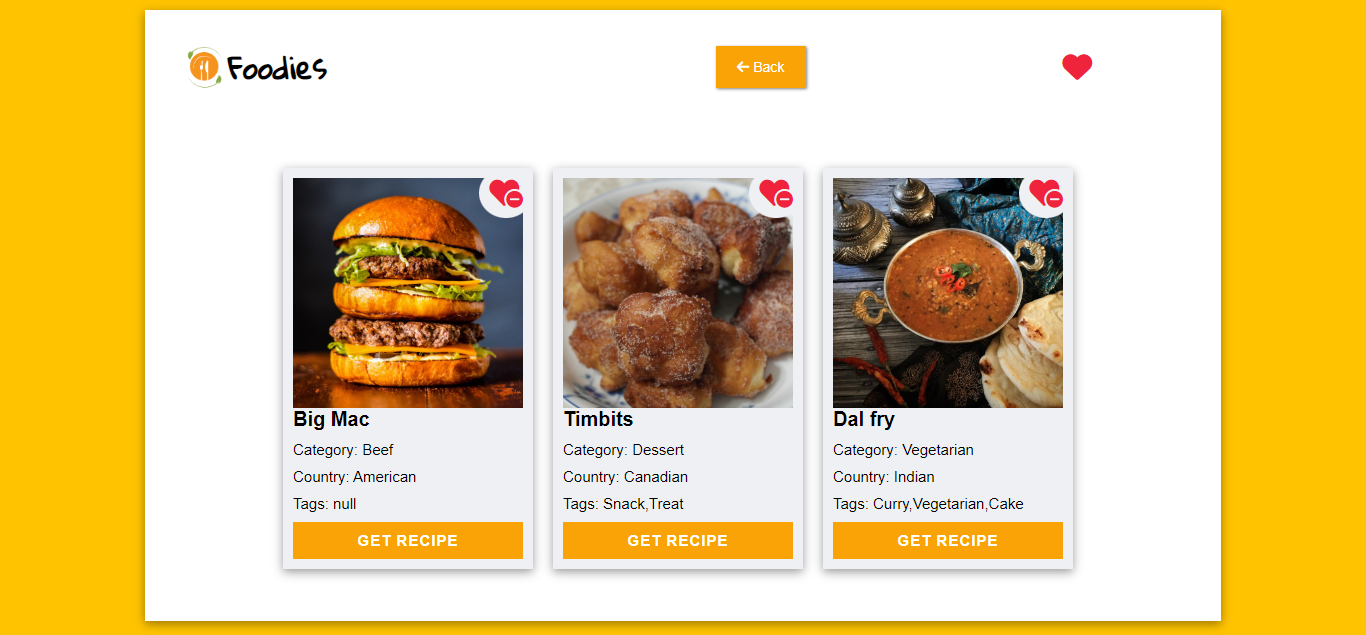 Foodies
Back
Big Mac
Category: Beef
Country: American
Tags: null
GET RECIPE
Timbits
Category: Dessert
Country: Canadian
Tags: Snack,Treat
GET RECIPE
Dal fry
Category: Vegetarian
Country: Indian
Tags: Curry,Vegetarian,Cake
GET RECIPE